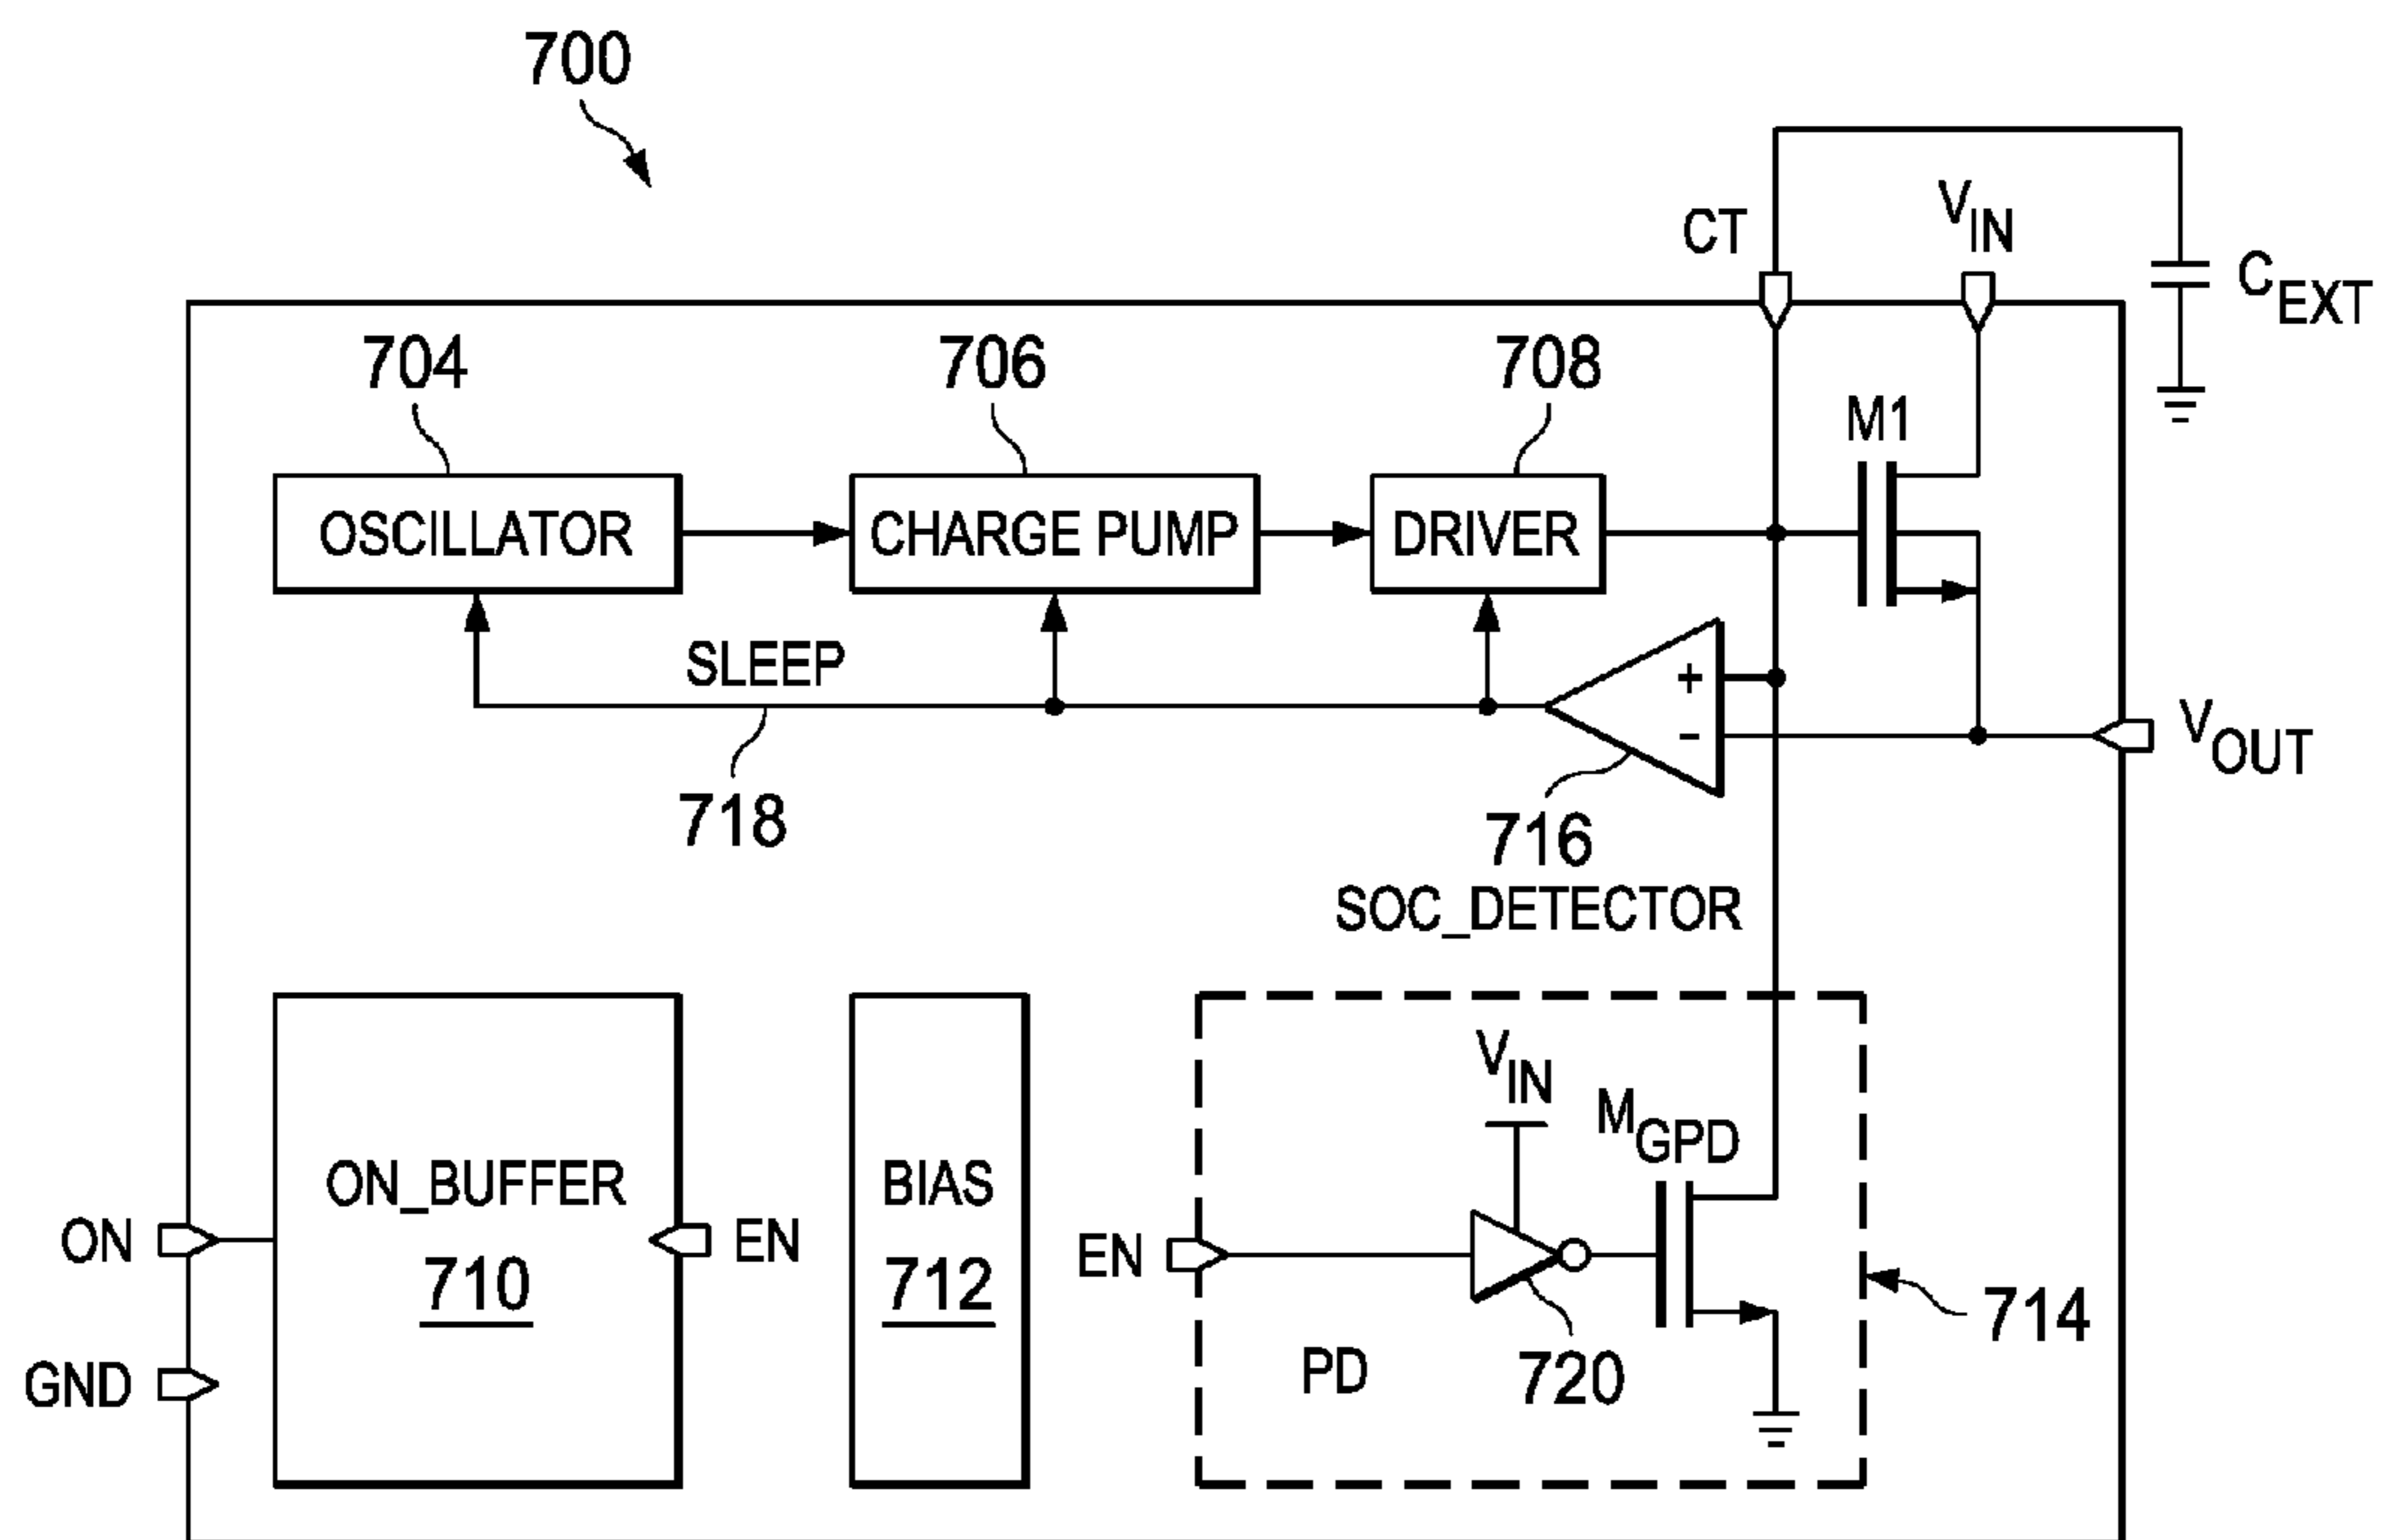 700
CT
VIN
CEXT
704
706
708
M1
OSCILLATOR
CHARGE PUMP
DRIVER
SLEEP
+
-
VOUT
718
716
SOC_DETECTOR
VIN
MGPD
ON_BUFFER
710
BIAS
712
ON
EN
EN
714
GND
PD
720